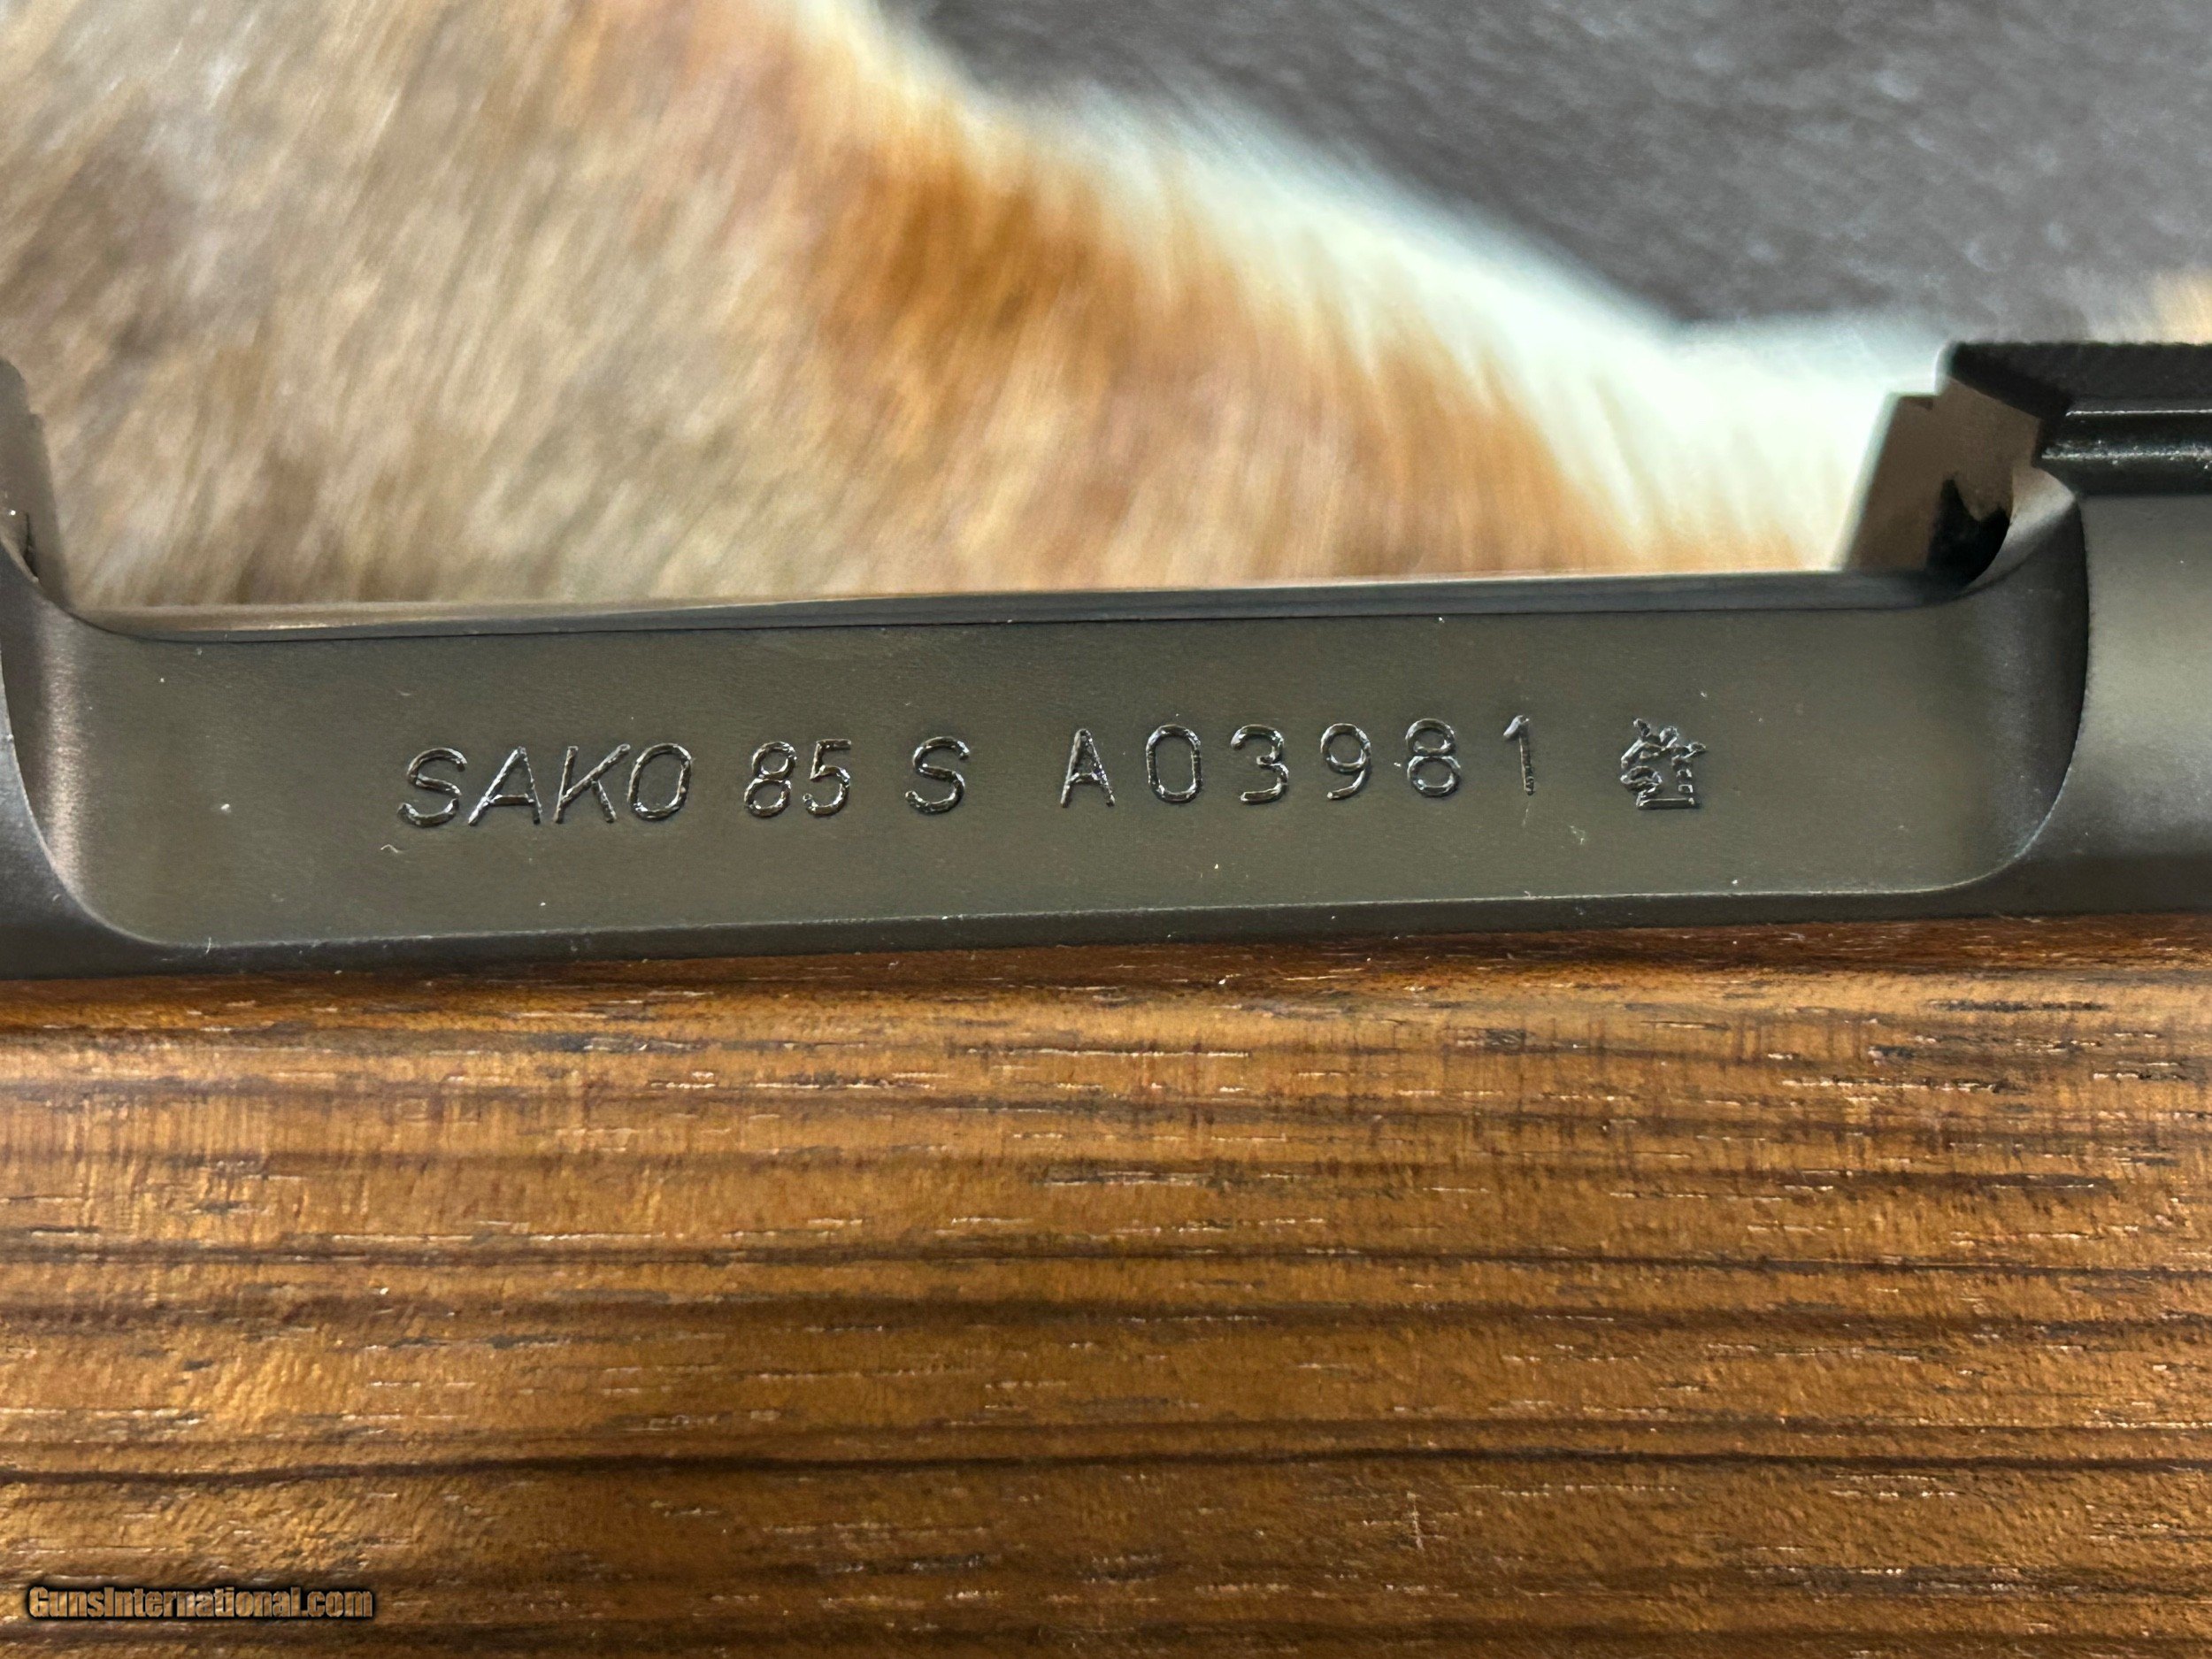 SAKO 85 S A03981
GunsInternational.com